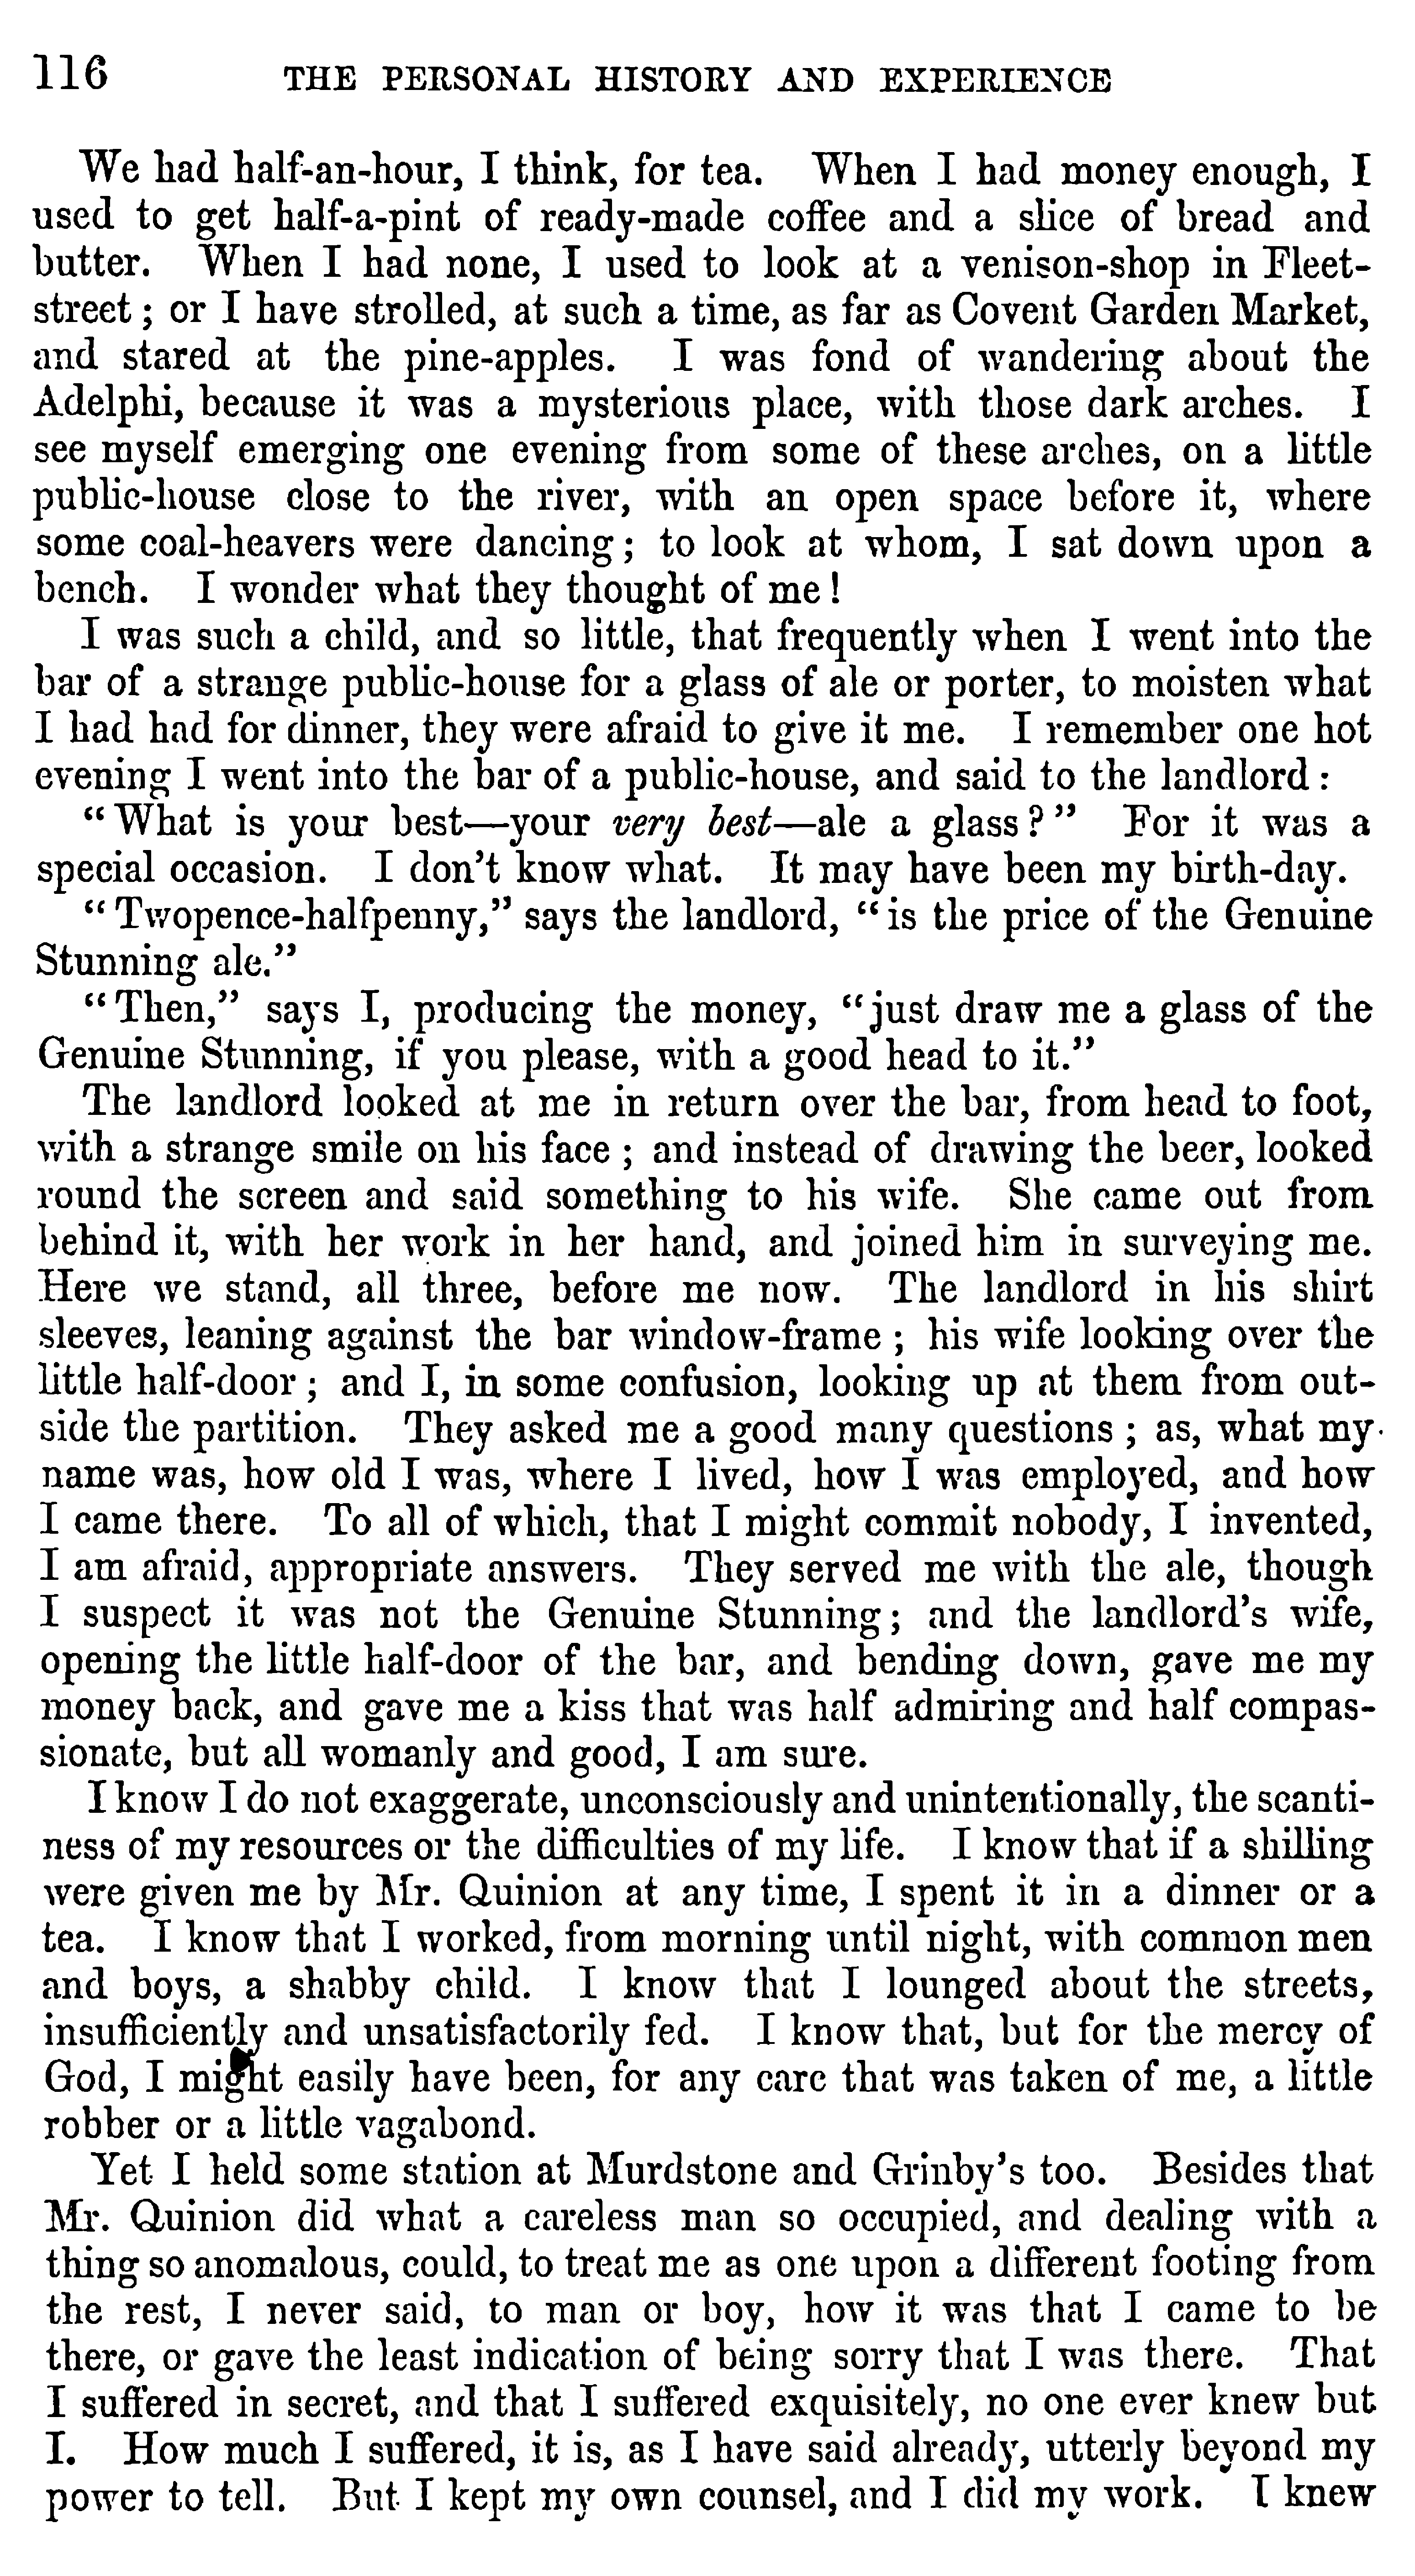 116 THE PERSONAL HISTORY AND EXPERIENCE
We had half-an-hour, I think, for tea. When I had money enough, I
used to get half-a-pint of ready-made coffee and a slice of bread and
butter. When I had none, I used to look at a venison-shop in Fleet-
street; or I have strolled, at such a time, as far as Covent Garden Market,
and stared at the pine-apples. I was fond of wandering about the
Adelphi, because it was a mysterious place, with those dark arches. I
see myself emerging one evening from some of these arches, on a little
public-house close to the river, with an open space before it, where
some coal-heavers were dancing; to look at whom, I sat down upon a
bench. I wonder what they thought of me!
I was such a child, and so little, that frequently when I went into the
bar of a strange public-house for a glass of ale or porter, to moisten what
I had had for dinner, they were afraid to give it me. I remember one hot
evening I went into the bar of a public-house, and said to the landlord:
“What is your best—your very best—ale a glass?” For it was a
special occasion. I don't know what. It may have been my birth-day.
“Twopence-halfpenny,” says the landlord, “is the price of the Genuine
Stunning ale.”
“Then,” says I, producing the money, “just draw me a glass of the
Genuine Stunning, if you please, with a good head to it.”
The landlord looked at me in return over the bar, from head to foot,
with a strange smile on his face; and instead of drawing the beer, looked
round the screen and said something to his wife. She came out from
behind it, with her work in her hand, and joined him in surveying me.
Here we stand, all three, before me now. The landlord in his shirt
sleeves, leaning against the bar window-frame; his wife looking over the
little half-door; and I, in some confusion, looking up at them from out-
side the partition. They asked me a good many questions; as, what my
name was, how old I was, where I lived, how I was employed, and how
I came there. To all of which, that I might commit nobody, I invented,
I am afraid, appropriate answers. They served me with the ale, though
I suspect it was not the Genuine Stunning; and the landlord's wife,
opening the little half-door of the bar, and bending down, gave me my
money back, and gave me a kiss that was half admiring and half compas-
sionate, but all womanly and good, I am sure.
I know I do not exaggerate, unconsciously and unintentionally, the scanti-
ness of my resources or the difficulties of my life. I know that if a shilling
were given me by Mr. Quinion at any time, I spent it in a dinner or a
tea. I know that I worked, from morning until night, with common men
and boys, a shabby child. I know that I lounged about the streets,
insufficiently and unsatisfactorily fed. I know that, but for the mercy of
God, I might easily have been, for any care that was taken of me, a little
robber or a little vagabond.
Yet I held some station at Murdstone and Grinby's too. Besides that
Mr. Quinion did what a careless man so occupied, and dealing with a
thing so anomalous, could, to treat me as one upon a different footing from
the rest, I never said, to man or boy, how it was that I came to be
there, or gave the least indication of being sorry that I was there. That
I suffered in secret, and that I suffered exquisitely, no one ever knew but
I. How much I suffered, it is, as I have said already, utterly beyond my
power to tell. But I kept my own counsel, and I did my work. I knew